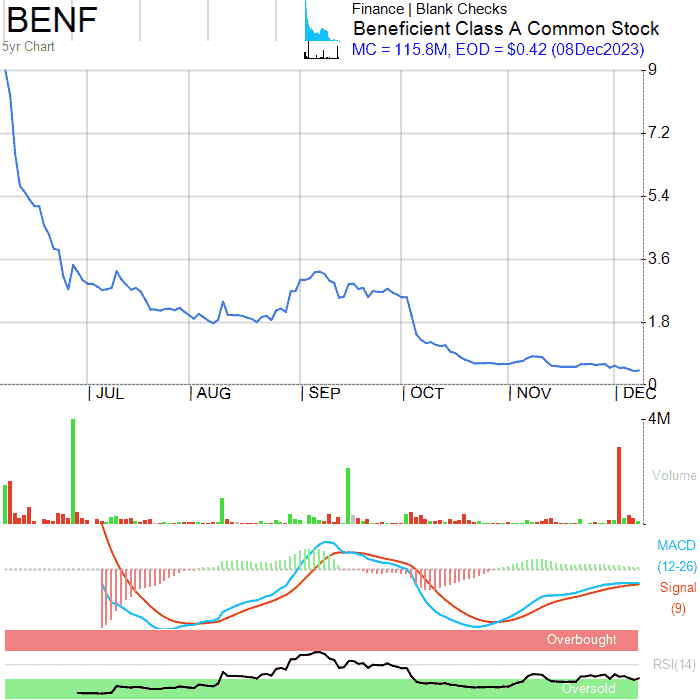 BENF
5yr Chart
Finance | Blank Checks
Beneficient Class A Common Stock
MC = 115.8M, EOD = $0.42 (08Dec2023)
9
7.2
5.4
3.6
1.8
0
| JUL | AUG | SEP | OCT | NOV | DEC
4M
Volume
MACD
(12-26)
Signal
(9)
Overbought
RSI(14)
Oversold